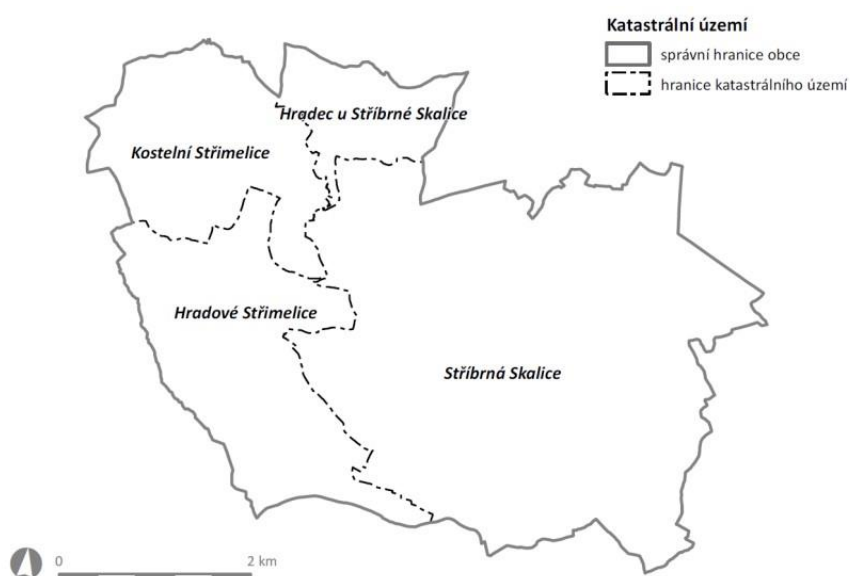 Katastrální území
správní hranice obce
hranice katastrálního území
Hradec u Stříbrné Skalice
Kostelní Střimelice
Hradové Střimelice
Stříbrná Skalice
0 2 km